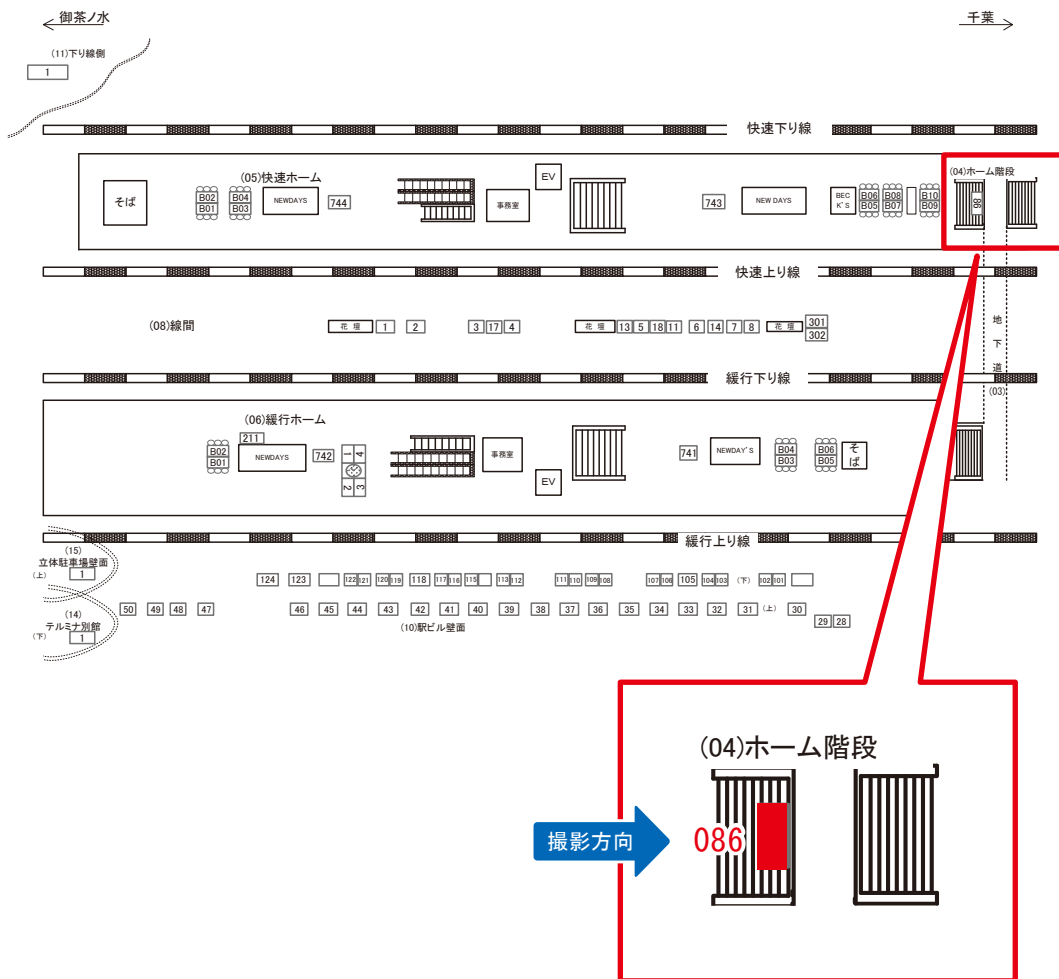 御茶ノ水
千葉
(11)下り線側
1
快速下り線
(05)快速ホーム
(04)ホーム階段
そば
B02
B01
B04
B03
NEWDAYS
744
事務室
EV
743
NEW DAYS
BEC
K'S
B06
B05
B08
B07
B10
B09
86
快速上り線
(08)線間
花壇
1
2
3
17
4
花壇
13
5
18
11
6
14
7
8
花壇
301
302
地下道
(03)
緩行下り線
(06)緩行ホーム
211
B02
B01
NEWDAYS
742
1
4
2
3
事務室
EV
741
NEWDAY'S
B04
B03
B06
B05
そば
緩行上り線
(15)
立体駐車場壁面
(上)
1
(14)
テルミナ別館
(下)
1
124
123
122
121
120
119
118
117
116
115
113
112
111
110
109
108
107
106
105
104
103
(下)
102
101
50
49
48
47
46
45
44
43
42
41
40
39
38
37
36
35
34
33
32
31
(上)
30
29
28
(10)駅ビル壁面
(04)ホーム階段
撮影方向
086